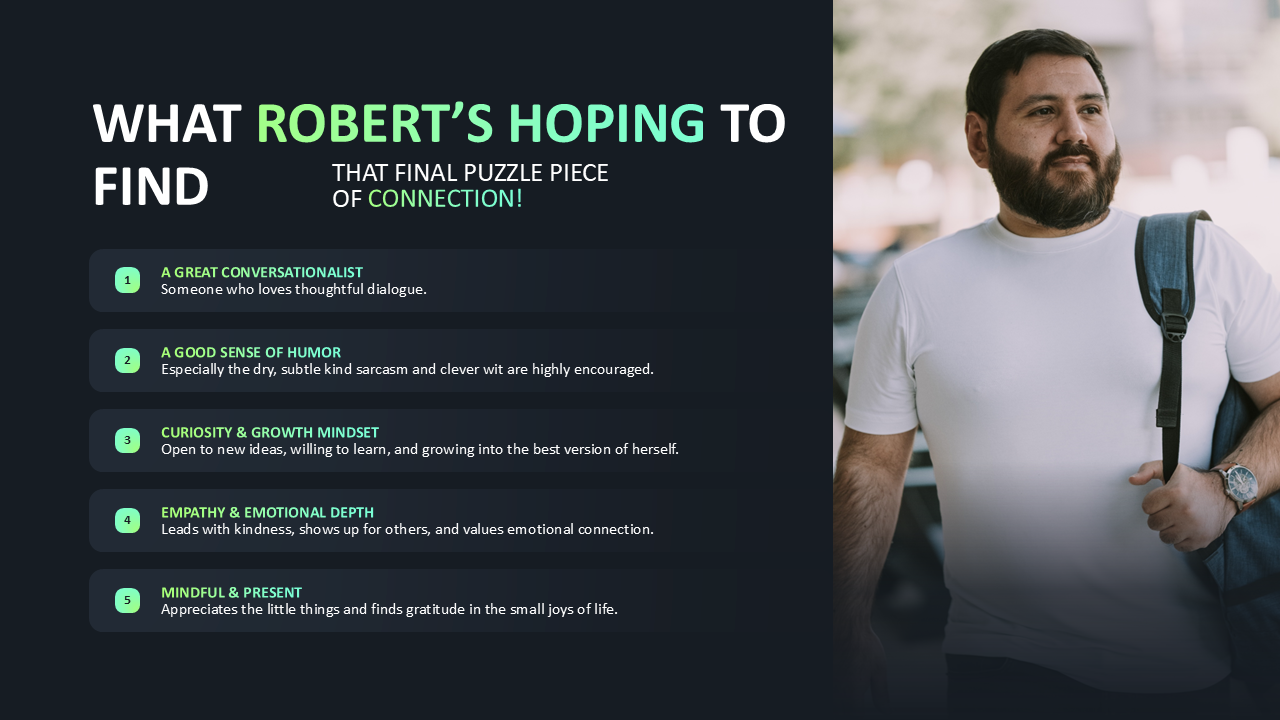 WHAT ROBERT’S HOPING TO
FIND
THAT FINAL PUZZLE PIECE
OF CONNECTION!
1
A GREAT CONVERSATIONALIST
Someone who loves thoughtful dialogue.
2
A GOOD SENSE OF HUMOR
Especially the dry, subtle kind sarcasm and clever wit are highly encouraged.
3
CURIOSITY & GROWTH MINDSET
Open to new ideas, willing to learn, and growing into the best version of herself.
4
EMPATHY & EMOTIONAL DEPTH
Leads with kindness, shows up for others, and values emotional connection.
5
MINDFUL & PRESENT
Appreciates the little things and finds gratitude in the small joys of life.